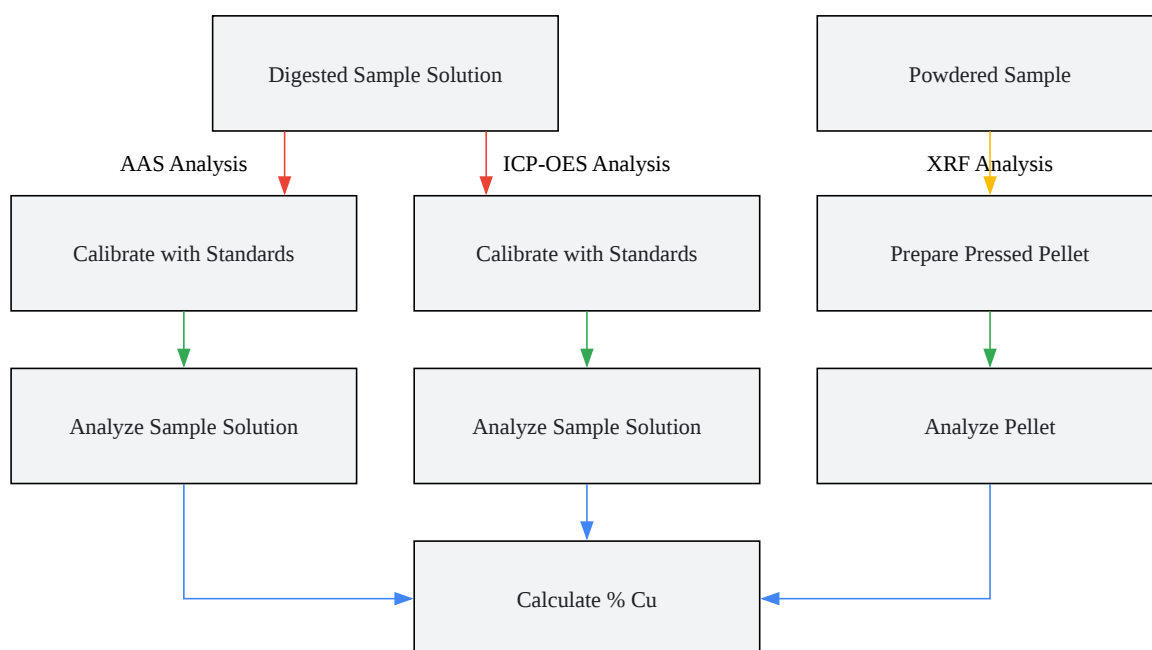 Digested Sample Solution
Powdered Sample
AAS Analysis
ICP-OES Analysis
XRF Analysis
Calibrate with Standards
Calibrate with Standards
Prepare Pressed Pellet
Analyze Sample Solution
Analyze Sample Solution
Analyze Pellet
Calculate % Cu